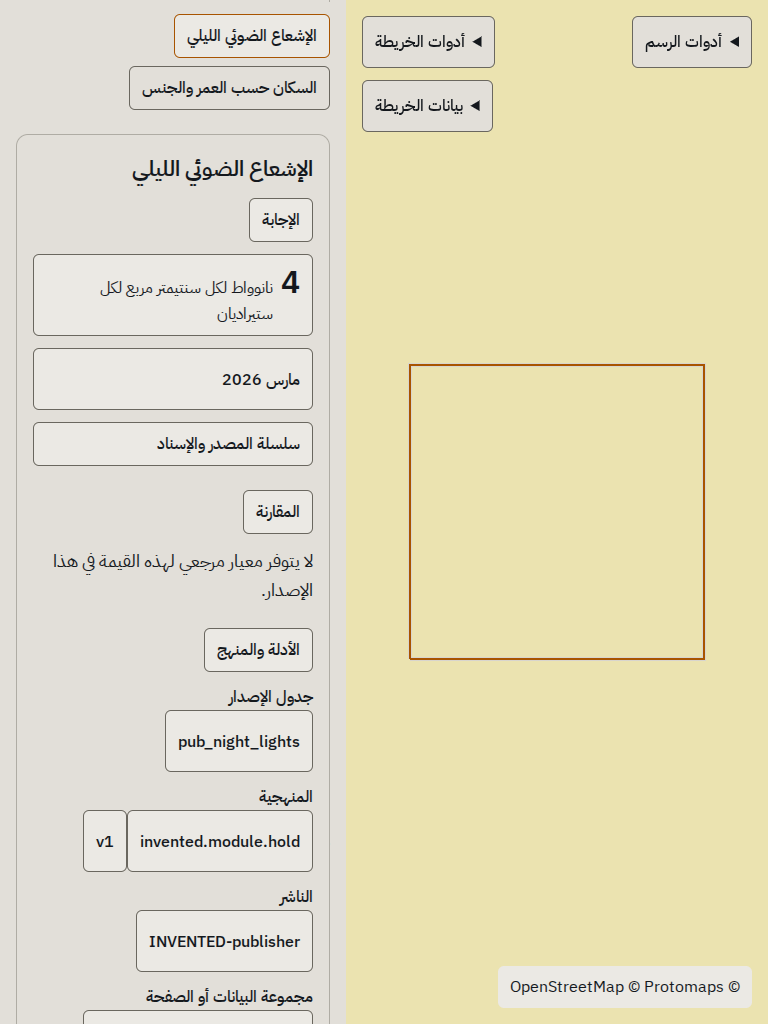 أدوات الرسم
أدوات الخريطة
بيانات الخريطة
OpenStreetMap © Protomaps ©
الإشعاع الضوئي الليلي
السكان حسب العمر والجنس
الإشعاع الضوئي الليلي
الإجابة
4 نانوواط لكل سنتيمتر مربع لكل
ستيراديان
مارس 2026
سلسلة المصدر والإسناد
المقارنة
لا يتوفر معيار مرجعي لهذه القيمة في هذا
الإصدار.
الأدلة والمنهج
جدول الإصدار
pub_night_lights
المنهجية
invented.module.hold
v1
الناشر
INVENTED-publisher
مجموعة البيانات أو الصفحة